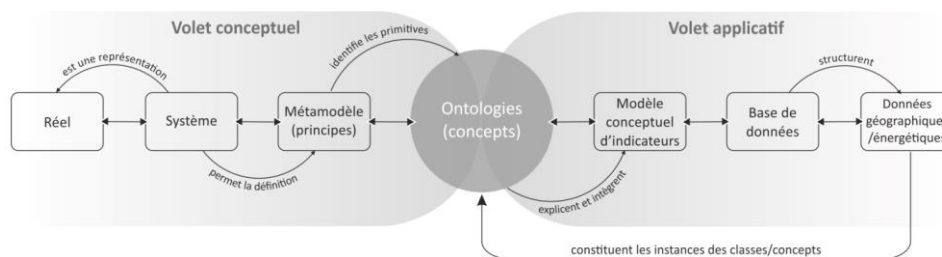 Volet conceptuel
Volet applicatif
est une représentation
identifie les primitives
structurent
Réel
Système
Métamodèle
(principes)
Ontologies
(concepts)
Modèle
conceptuel
d'indicateurs
Base de
données
Données
géographiques
/énergétiques
permet la définition
explicent et intègrent
constituent les instances des classes/concepts